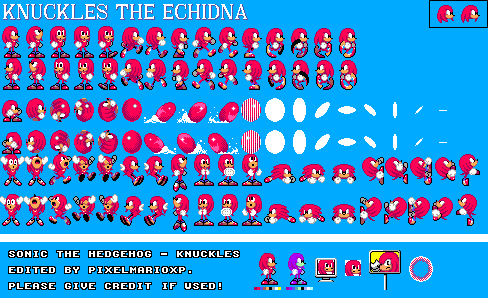 KNUCKLES THE ECHIDNA
SONIC THE HEDGEHOG - KNUCKLES
EDITED BY PIXELMARIOXP.
PLEASE GIVE CREDIT IF USED!